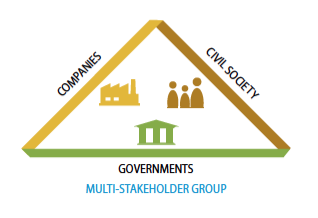 COMPANIES
CIVIL SOCIETY
GOVERNMENTS
MULTI-STAKEHOLDER GROUP